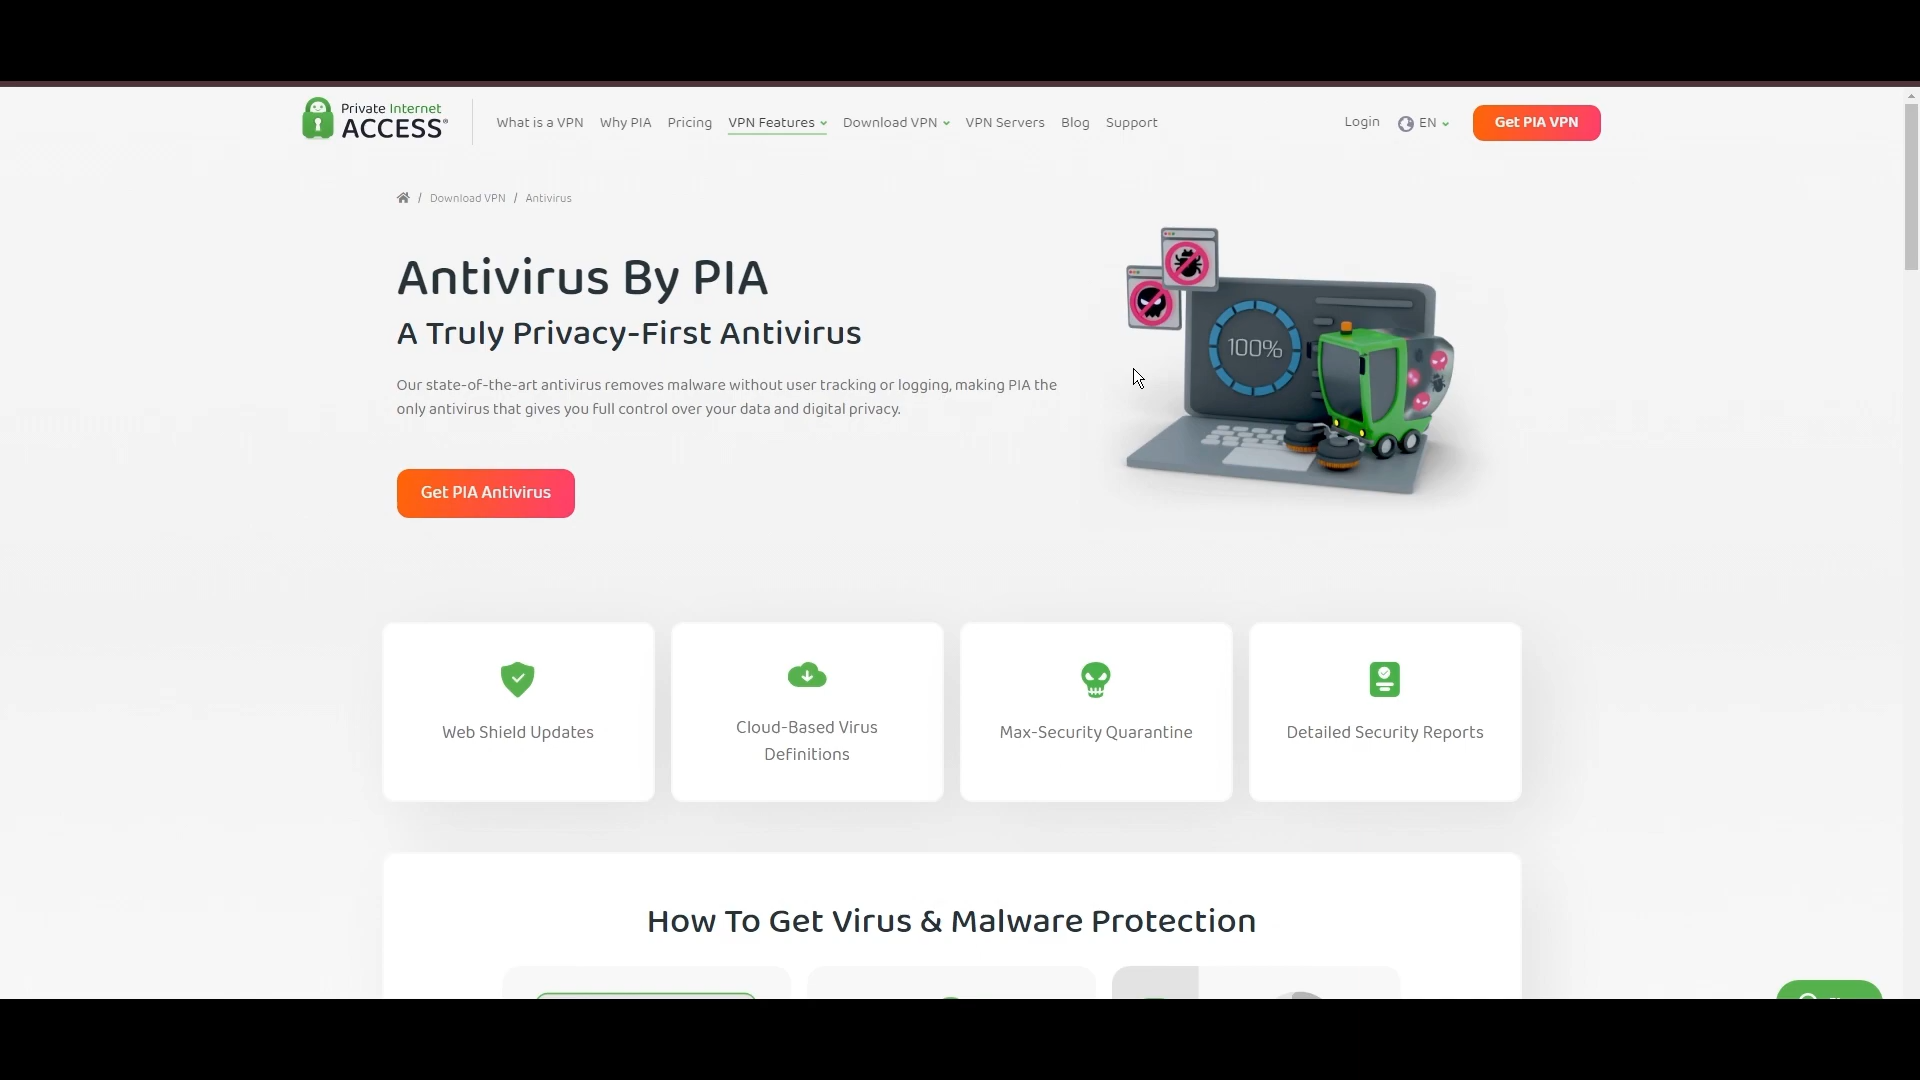 Private Internet
ACCESS®
What is a VPN
Why PIA
Pricing
VPN Features
Download VPN
VPN Servers
Blog
Support
Login
EN
Get PIA VPN
/ Download VPN / Antivirus
Antivirus By PIA
A Truly Privacy-First Antivirus
Our state-of-the-art antivirus removes malware without user tracking or logging, making PIA the
only antivirus that gives you full control over your data and digital privacy.
Get PIA Antivirus
100%
Web Shield Updates
Cloud-Based Virus
Definitions
Max-Security Quarantine
Detailed Security Reports
How To Get Virus & Malware Protection